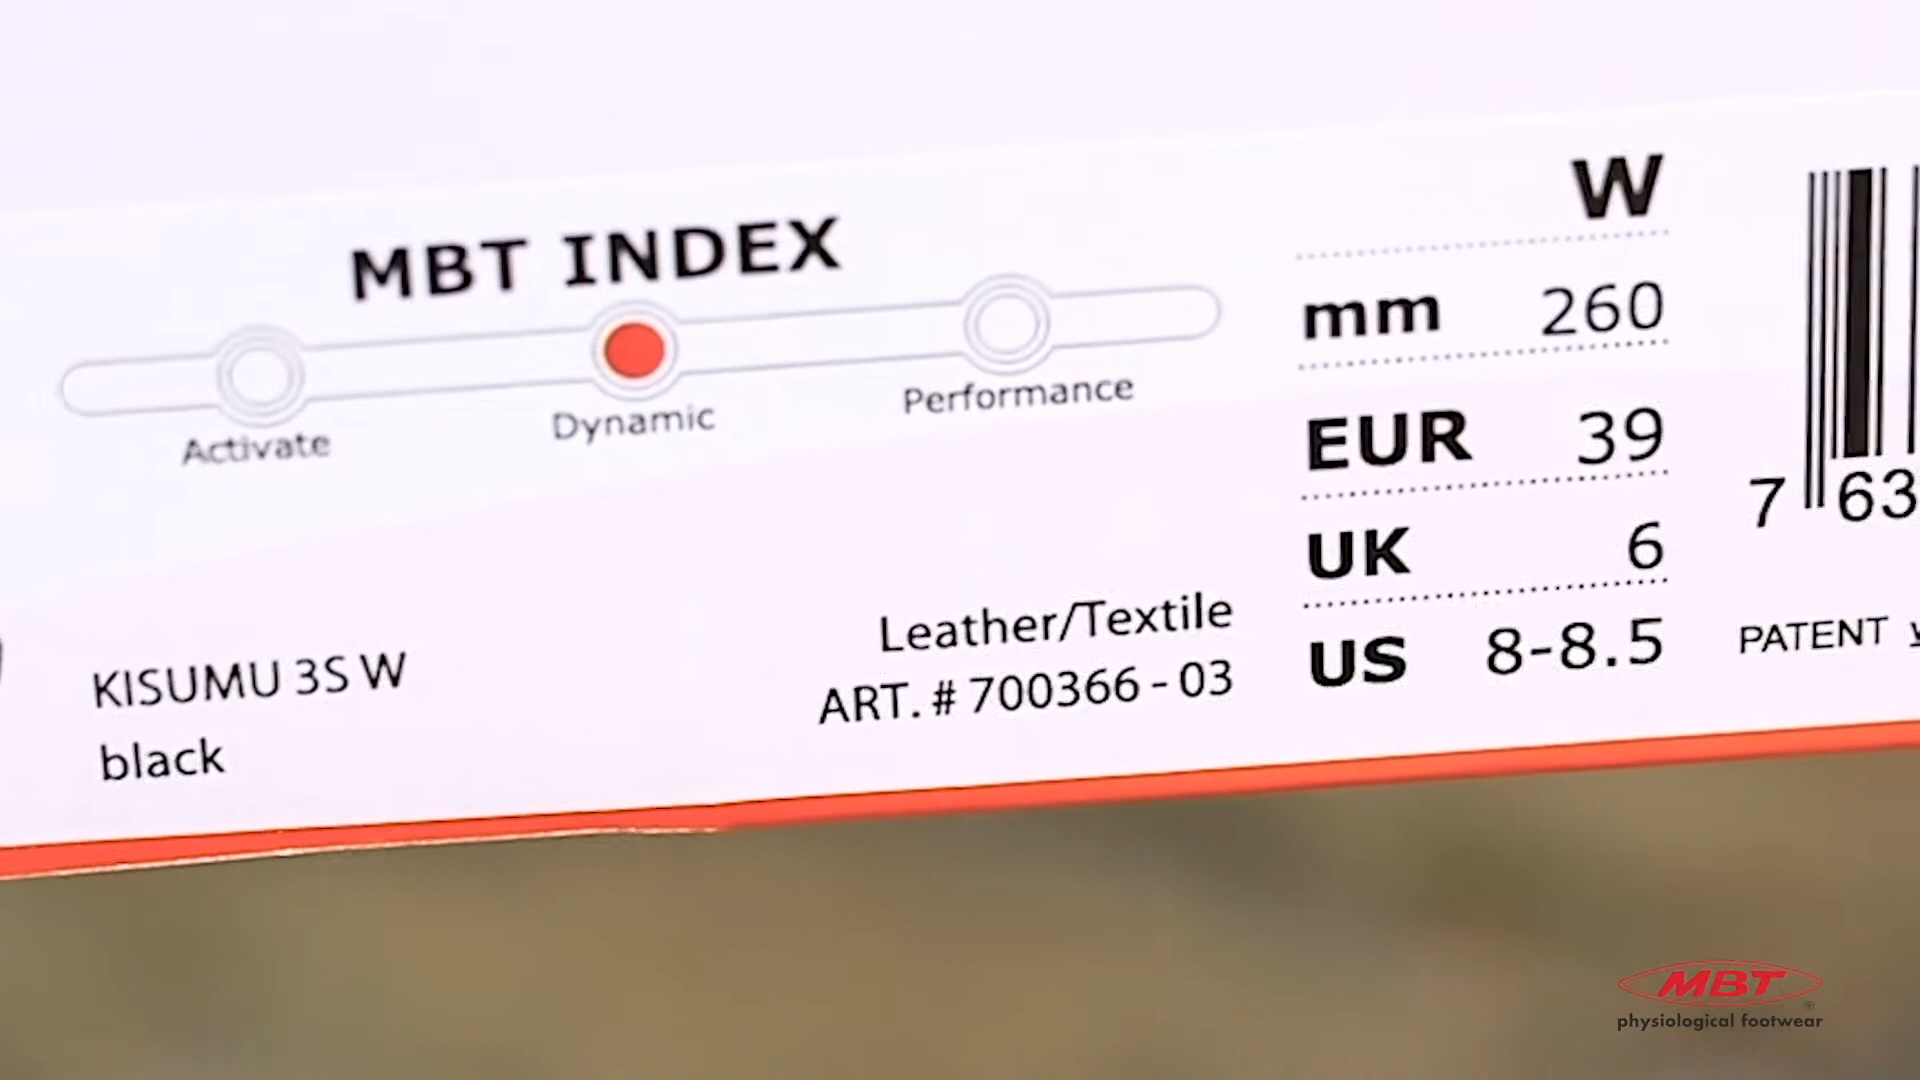 MBT INDEX
Activate
Dynamic
Performance
KISUMU 3S W
black
Leather/Textile
ART. # 700366 - 03
W
mm 260
EUR 39
UK 6
US 8-8.5
7 63
PATENT
MBT
®
physiological footwear